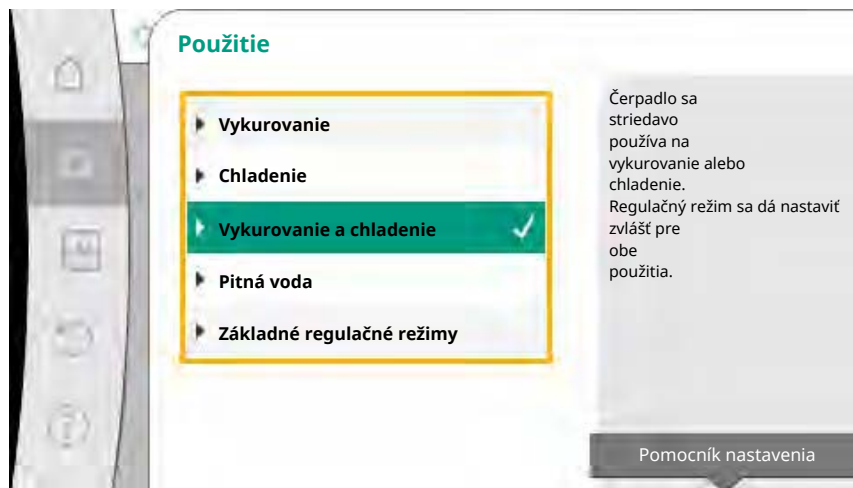 Použitie
Vykurovanie
Chladenie
Vykurovanie a chladenie
Pitná voda
Základné regulačné režimy
Čerpadlo sa
striedavo
používa na
vykurovanie alebo
chladenie.
Regulačný režim sa dá nastaviť
zvlášť pre
obe
použitia.
Pomocník nastavenia